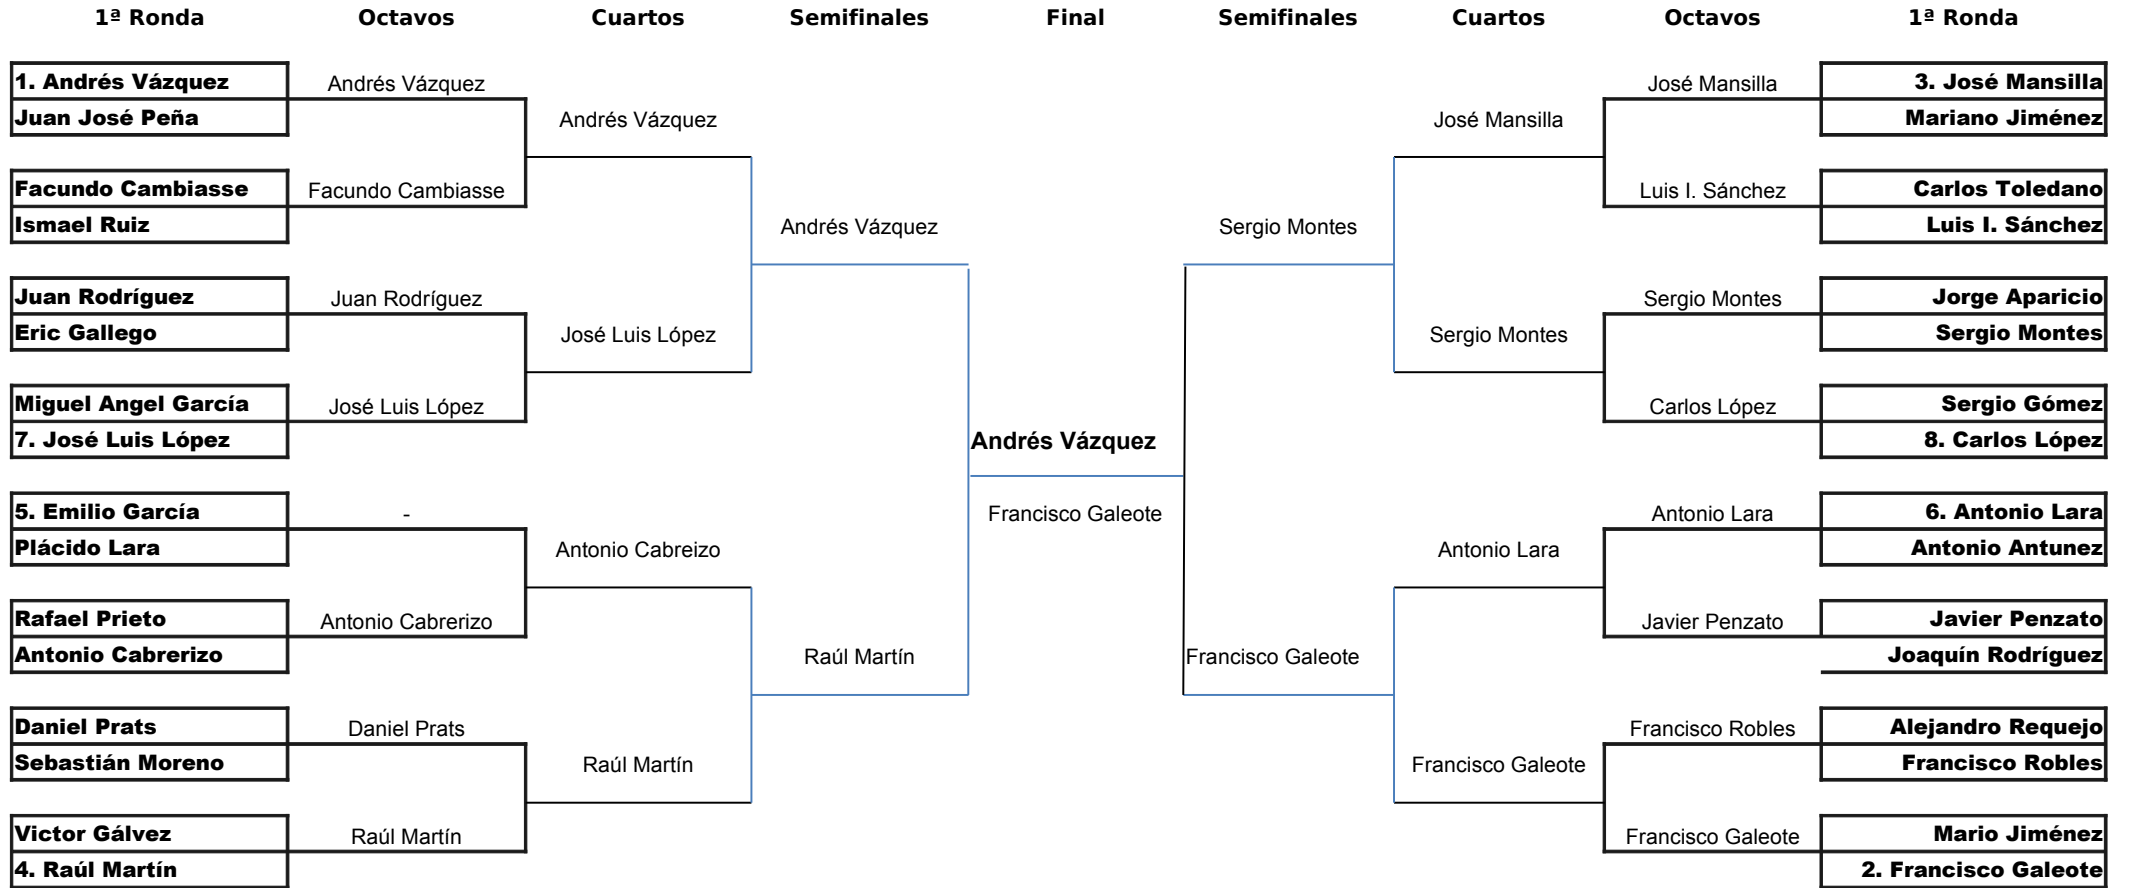 1ª Ronda Octavos Cuartos Semifinales Final Semifinales Cuartos Octavos 1ª Ronda
1. Andrés Vázquez Andrés Vázquez José Mansilla 3. José Mansilla
Juan José Peña Andrés Vázquez José Mansilla Mariano Jiménez
Facundo Cambiasse Facundo Cambiasse Luis I. Sánchez Carlos Toledano
Ismael Ruiz Andrés Vázquez Sergio Montes Luis I. Sánchez
Juan Rodríguez Juan Rodríguez Sergio Montes Jorge Aparicio
Eric Gallego José Luis López Sergio Montes Sergio Montes
Miguel Angel García José Luis López Carlos López Sergio Gómez
7. José Luis López Andrés Vázquez 8. Carlos López
5. Emilio García - Francisco Galeote Antonio Lara 6. Antonio Lara
Plácido Lara Antonio Cabreizo Antonio Lara Antonio Antunez
Rafael Prieto Antonio Cabrerizo Javier Penzato Javier Penzato
Antonio Cabrerizo Raúl Martín Francisco Galeote Joaquín Rodríguez
Daniel Prats Daniel Prats Francisco Robles Alejandro Requejo
Sebastián Moreno Raúl Martín Francisco Galeote Francisco Robles
Victor Gálvez Raúl Martín Francisco Galeote Mario Jiménez
4. Raúl Martín 2. Francisco Galeote